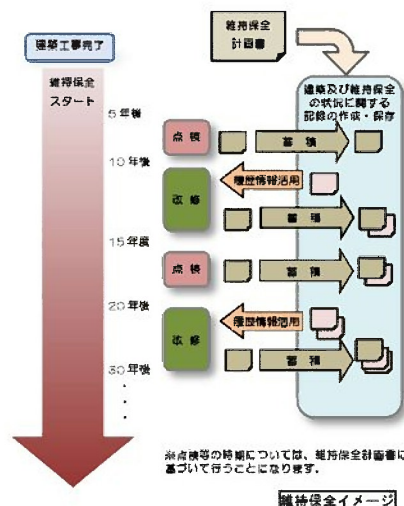 建築工事完了
維持保全
計画書
維持保全
スタート
建築及び維持保全
の状況に関する
記録の作成・保存
5年後
点検
蓄積
10年後
履歴情報活用
改修
蓄積
15年度
点検
蓄積
20年後
履歴情報活用
改修
蓄積
30年後
※点検等の時期については、維持保全計画書に
基づいて行うことになります。
維持保全イメージ